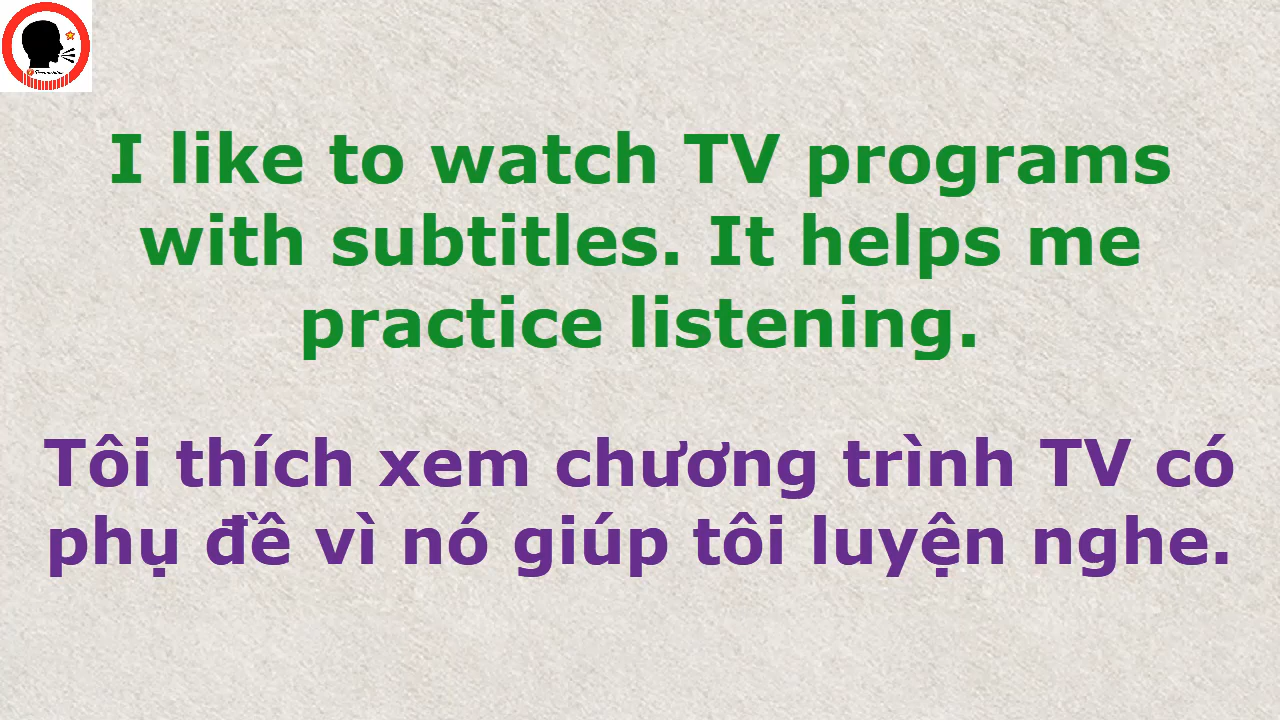 I like to watch TV programs
with subtitles. It helps me
practice listening.
Tôi thích xem chương trình TV có
phụ đề vì nó giúp tôi luyện nghe.